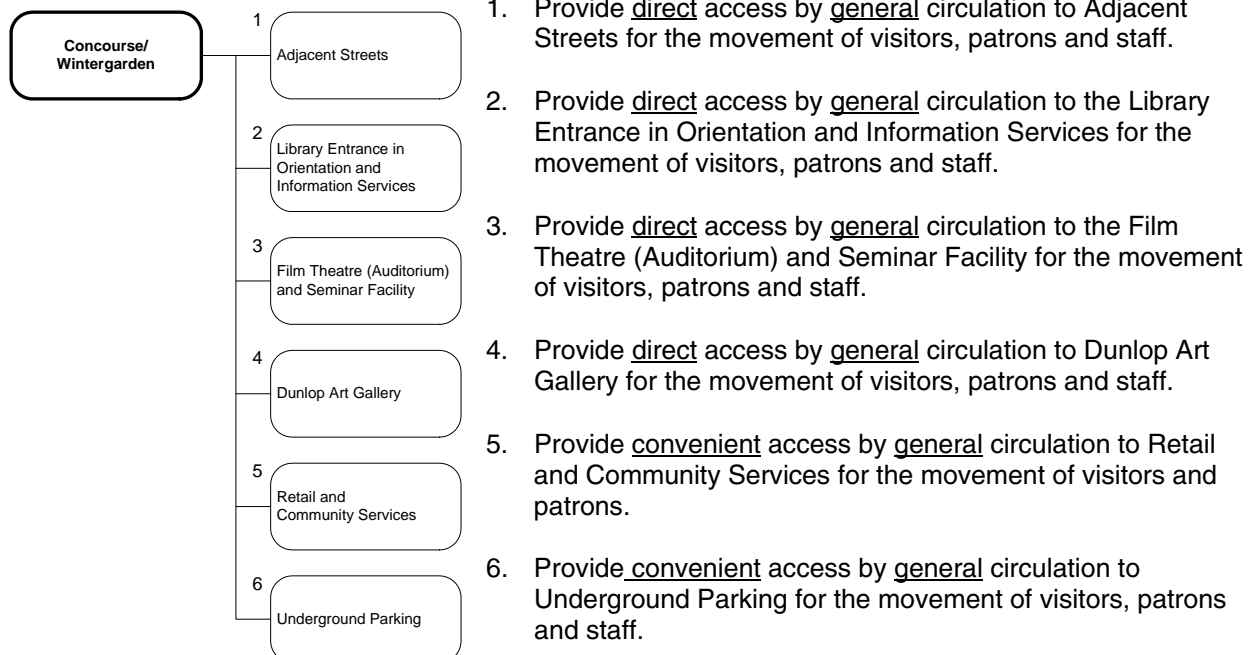 Concourse/
Wintergarden
1
Adjacent Streets
2
Library Entrance in
Orientation and
Information Services
3
Film Theatre (Auditorium)
and Seminar Facility
4
Dunlop Art Gallery
5
Retail and
Community Services
6
Underground Parking
1. Provide direct access by general circulation to Adjacent
Streets for the movement of visitors, patrons and staff.
2. Provide direct access by general circulation to the Library
Entrance in Orientation and Information Services for the
movement of visitors, patrons and staff.
3. Provide direct access by general circulation to the Film
Theatre (Auditorium) and Seminar Facility for the movement
of visitors, patrons and staff.
4. Provide direct access by general circulation to Dunlop Art
Gallery for the movement of visitors, patrons and staff.
5. Provide convenient access by general circulation to Retail
and Community Services for the movement of visitors and
patrons.
6. Provide convenient access by general circulation to
Underground Parking for the movement of visitors, patrons
and staff.